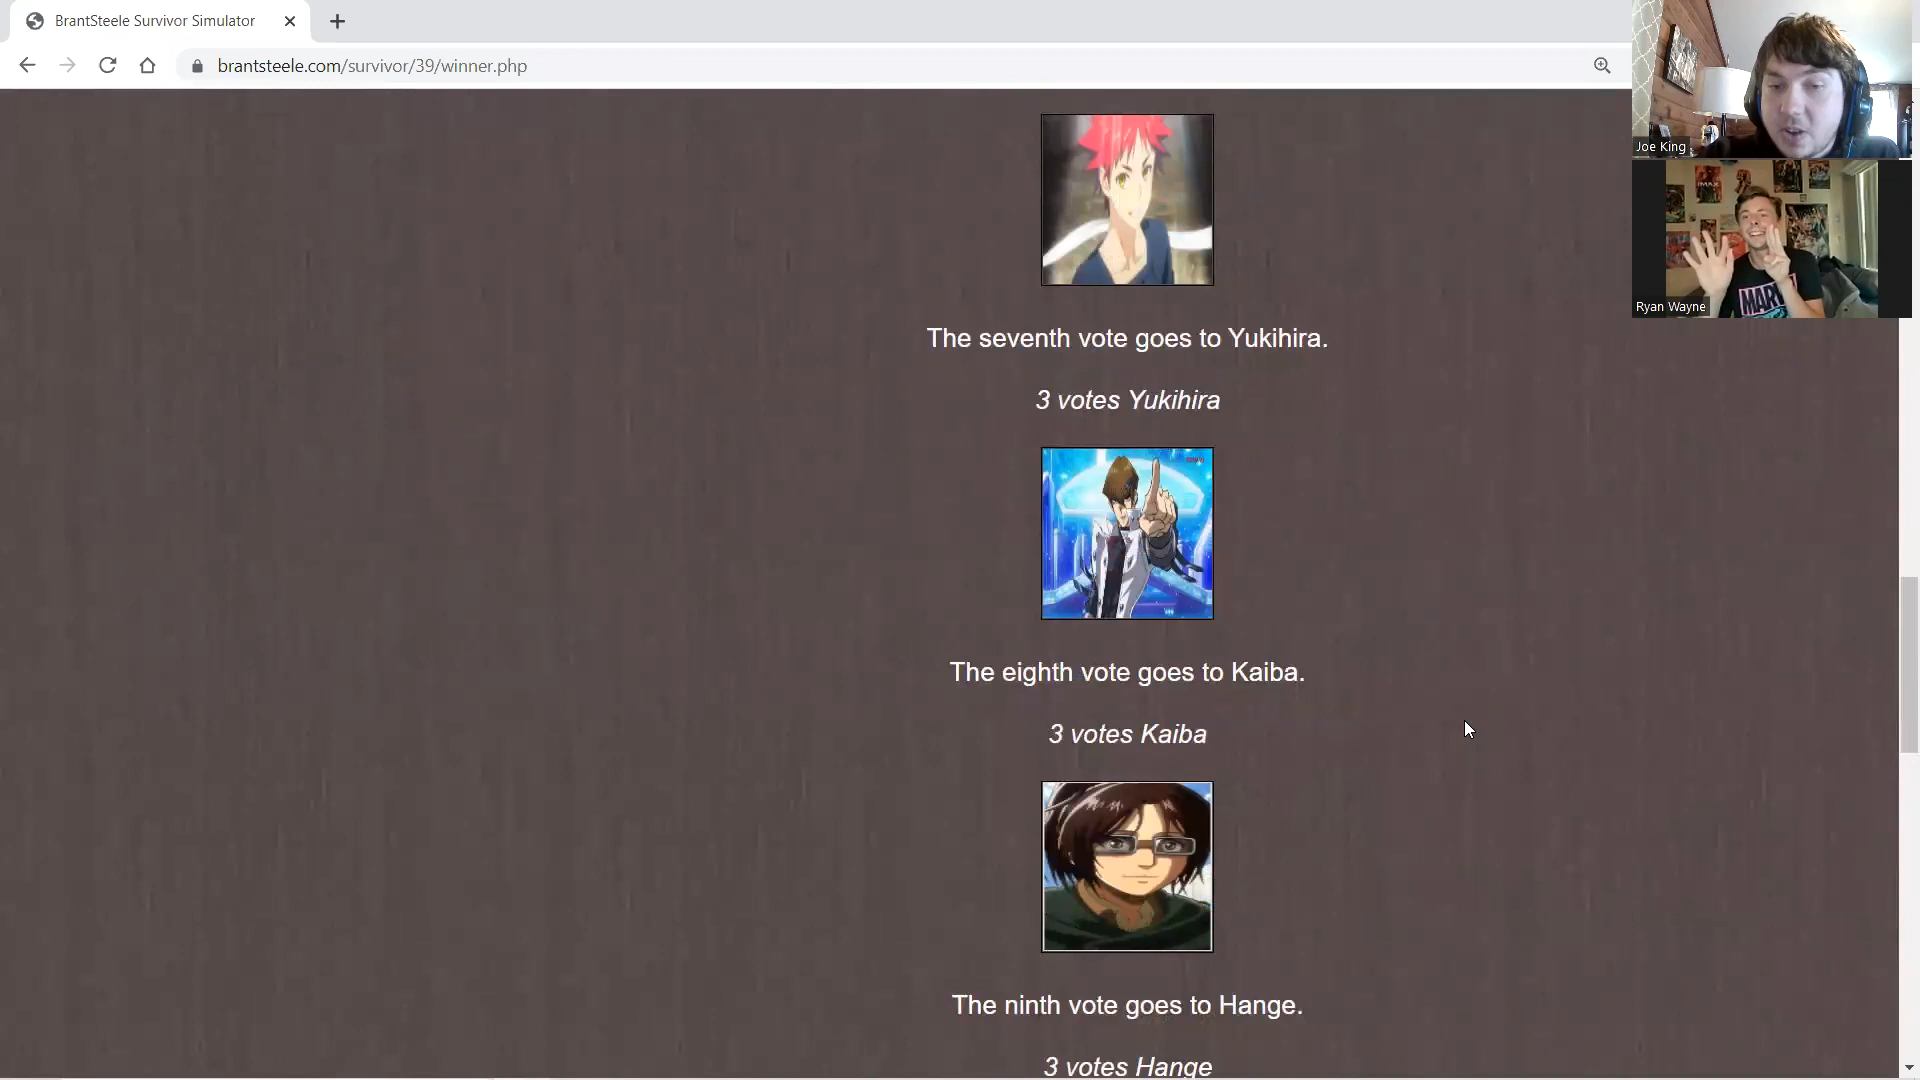 BrantSteele Survivor Simulator
brantsteele.com/survivor/39/winner.php
Joe King
IMAX
MARV
Ryan Wayne
The seventh vote goes to Yukihira.
3 votes Yukihira
The eighth vote goes to Kaiba.
3 votes Kaiba
The ninth vote goes to Hange.
3 votes Hange